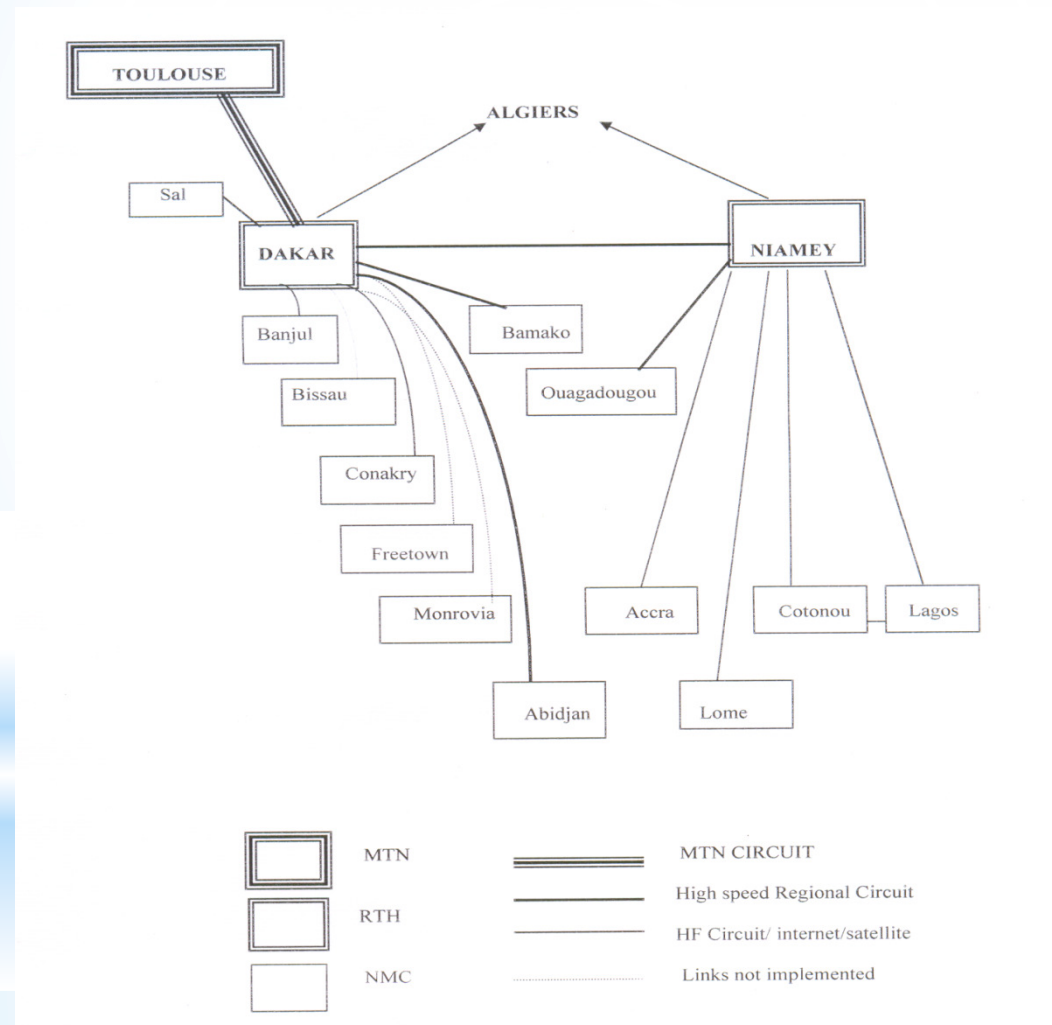 TOULOUSE
ALGIERS
Sal
DAKAR
NIAMEY
Banjul
Bamako
Bissau
Ouagadougou
Conakry
Freetown
Monrovia
Accra
Cotonou
Lagos
Abidjan
Lome
MTN
MTN CIRCUIT
High speed Regional Circuit
RTH
HF Circuit/ internet/satellite
NMC
Links not implemented